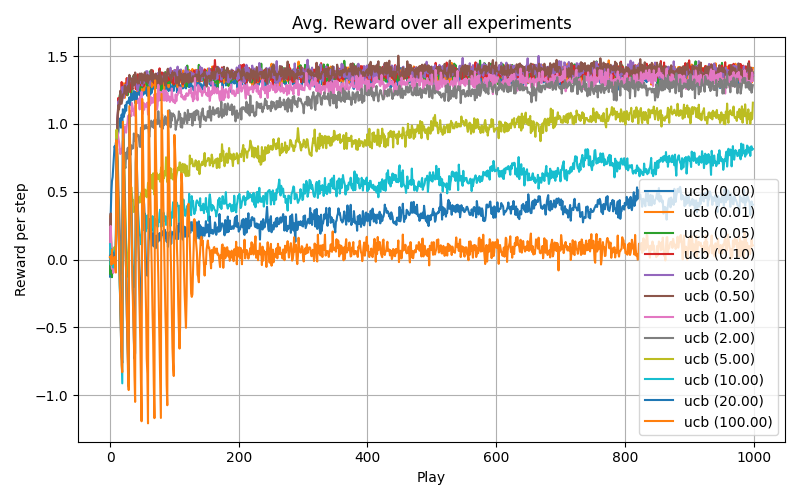 Avg. Reward over all experiments
Reward per step
1.5
1.0
0.5
0.0
−0.5
−1.0
0
200
400
600
800
1000
Play
ucb (0.00)
ucb (0.01)
ucb (0.05)
ucb (0.10)
ucb (0.20)
ucb (0.50)
ucb (1.00)
ucb (2.00)
ucb (5.00)
ucb (10.00)
ucb (20.00)
ucb (100.00)